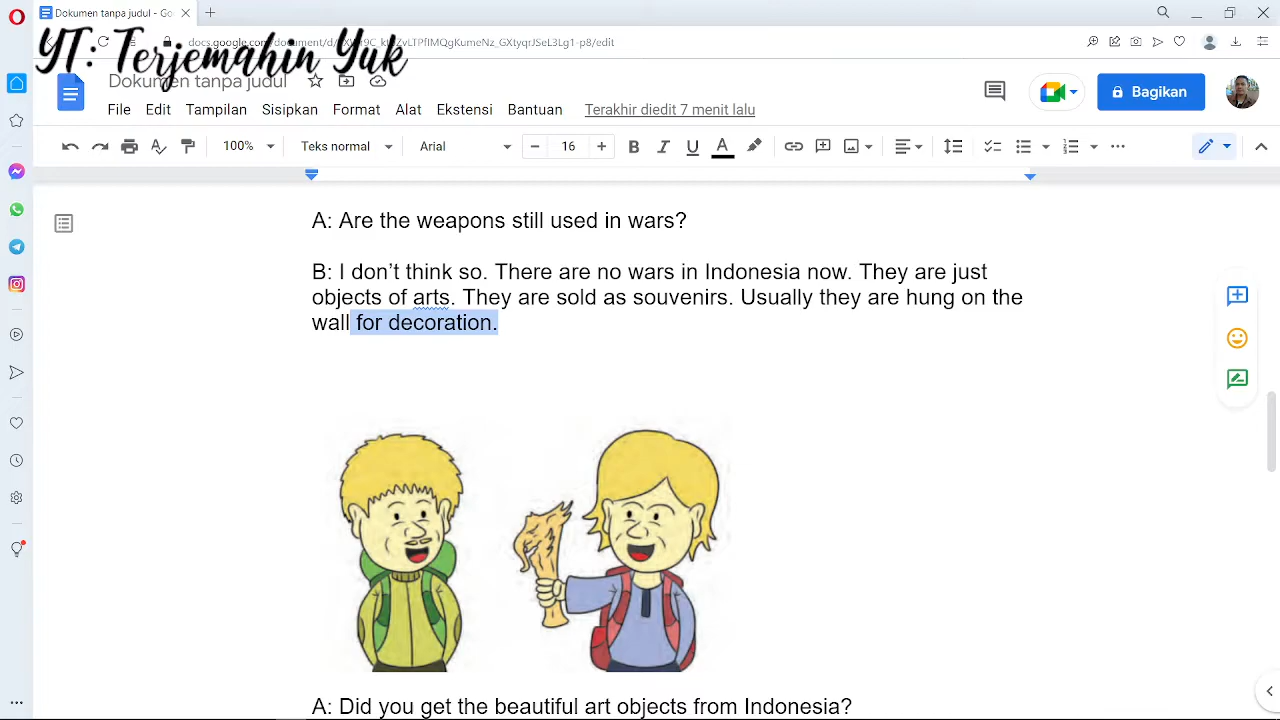 Dokumen tanpa judul - Go
YT: Terjemahin Yuk
Dokumen tanpa judul
File Edit Tampilan Sisipkan Format Alat Ekstensi Bantuan Terakhir diedit 7 menit lalu
Bagikan
100% Teks normal Arial 16
A: Are the weapons still used in wars?
B: I don’t think so. There are no wars in Indonesia now. They are just
objects of arts. They are sold as souvenirs. Usually they are hung on the
wall for decoration.
A: Did you get the beautiful art objects from Indonesia?